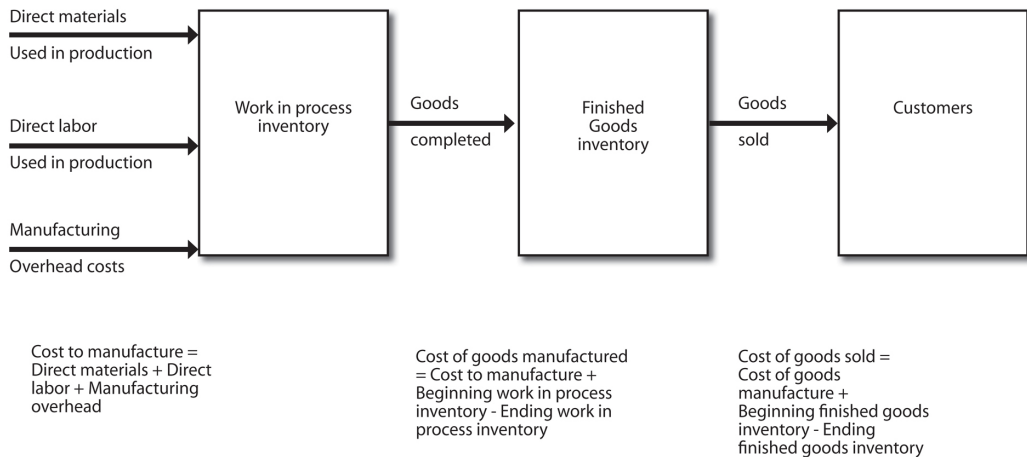 Direct materials
Used in production
Direct labor
Used in production
Manufacturing
Overhead costs
Work in process
inventory
Goods
completed
Finished
Goods
inventory
Goods
sold
Customers
Cost to manufacture =
Direct materials + Direct
labor + Manufacturing
overhead
Cost of goods manufactured
= Cost to manufacture +
Beginning work in process
inventory - Ending work in
process inventory
Cost of goods sold =
Cost of goods
manufacture +
Beginning finished goods
inventory - Ending
finished goods inventory